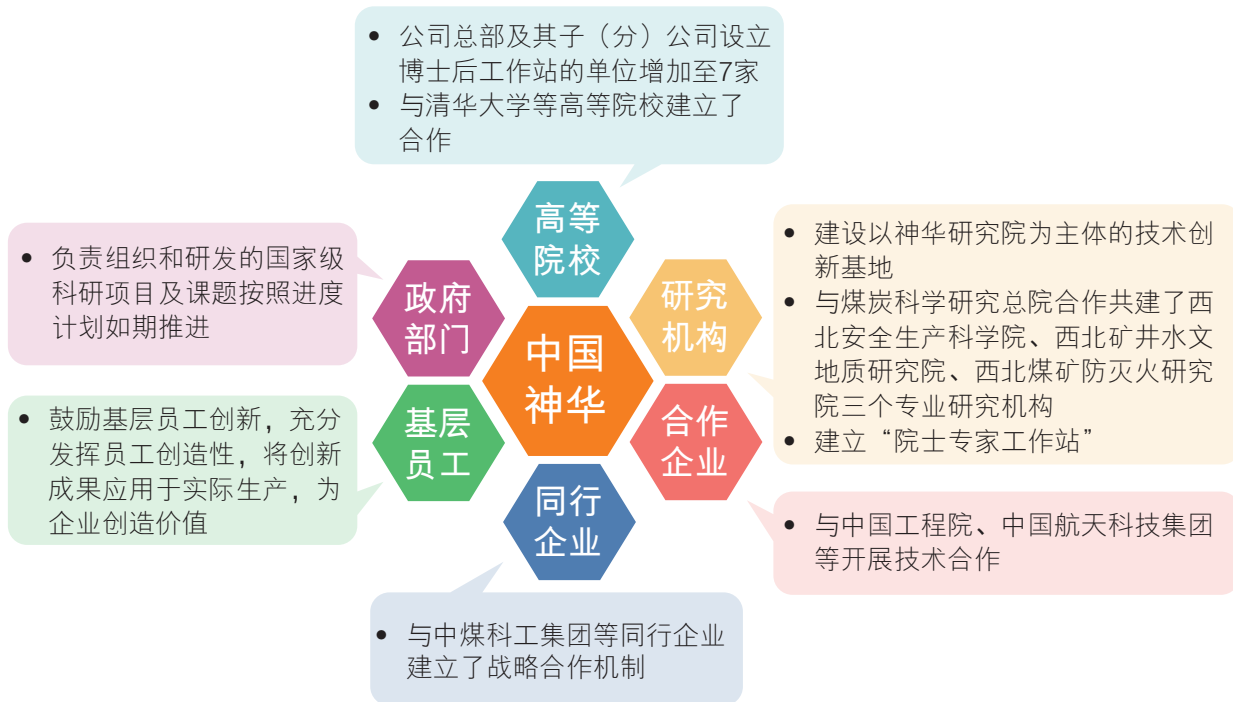 • 公司总部及其子（分）公司设立
博士后工作站的单位增加至7家
• 与清华大学等高等院校建立了
合作
高等
院校
• 负责组织和研发的国家级
科研项目及课题按照进度
计划如期推进
政府
部门
研究
机构
• 建设以神华研究院为主体的技术创
新基地
• 与煤炭科学研究总院合作共建了西
北安全生产科学院、西北矿井水文
地质研究院、西北煤矿防灭火研究
院三个专业研究机构
• 建立“院士专家工作站”
中国
神华
• 鼓励基层员工创新，充分
发挥员工创造性，将创新
成果应用于实际生产，为
企业创造价值
基层
员工
合作
企业
• 与中国工程院、中国航天科技集团
等开展技术合作
同行
企业
• 与中煤科工集团等同行企业
建立了战略合作机制